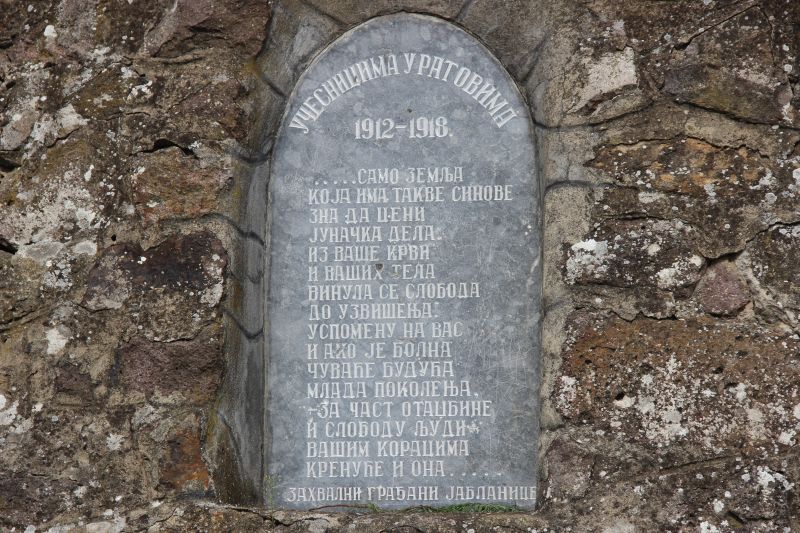 УЧЕСНИЦИМА У РАТОВИМА
1912-1918.
.....САМО ЗЕМЉА
КОЈА ИМА ТАКВЕ СИНОВЕ
ЗНА ДА ЦЕНИ
ЈУНАЧКА ДЕЛА.
ИЗ ВАШЕ КРВИ
И ВАШИХ ТЕЛА
ВИНУЛА СЕ СЛОБОДА
ДО УЗВИШЕЊА.
УСПОМЕНУ НА ВАС
И АКО ЈЕ БОЛНА
ЧУВАЋЕ БУДУЋА
МЛАДА ПОКОЛЕЊА,
-ЗА ЧАСТ ОТАЏБИНЕ
И СЛОБОДУ ЉУДИ-
ВАШИМ КОРАЦИМА
КРЕНУЋЕ И ОНА.....
ЗАХВАЛНИ ГРАЂАНИ ЈАБЛАНИЦЕ